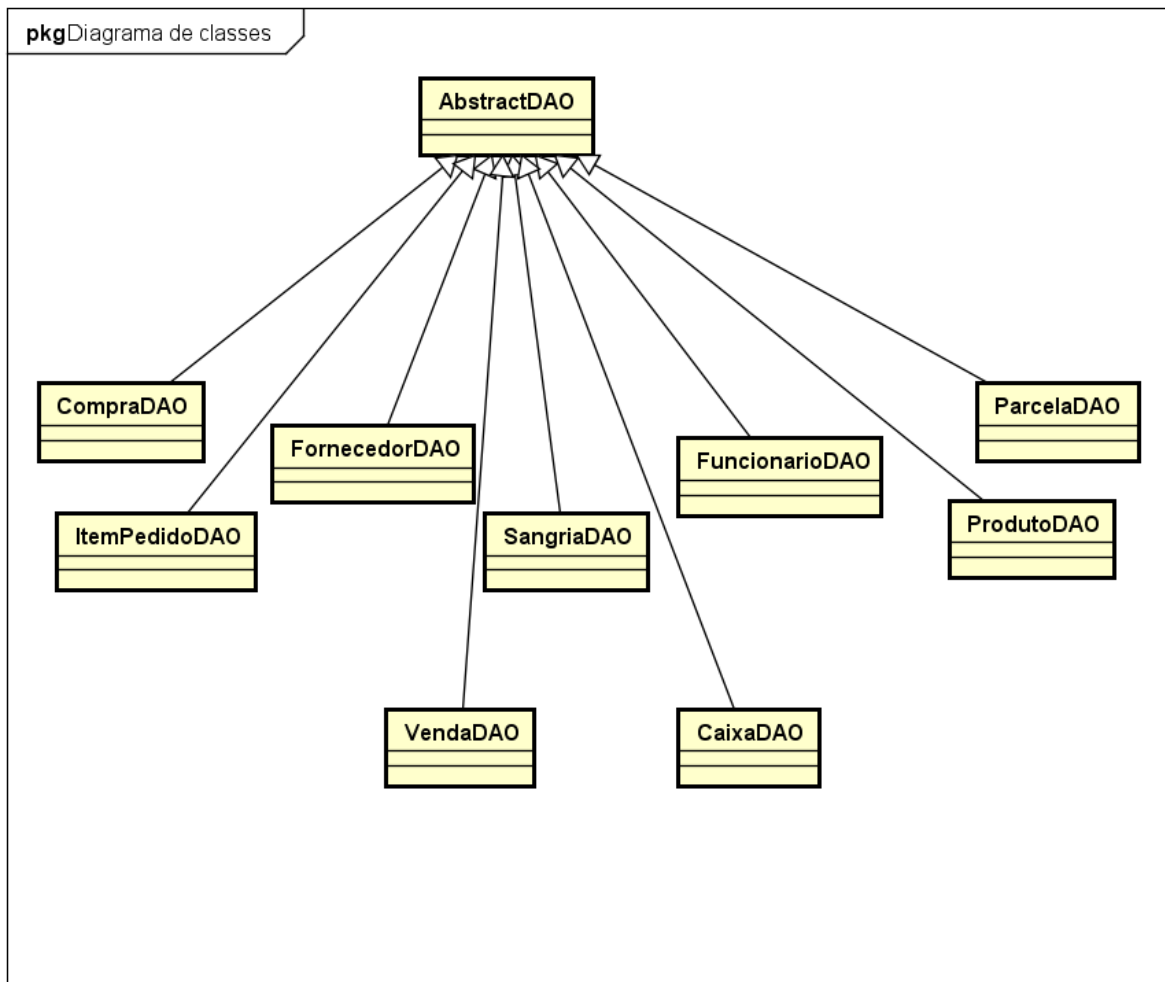 pkgDiagrama de classes
AbstractDAO
CompraDAO
ParcelaDAO
FornecedorDAO
FuncionarioDAO
ItemPedidoDAO
SangriaDAO
ProdutoDAO
VendaDAO
CaixaDAO